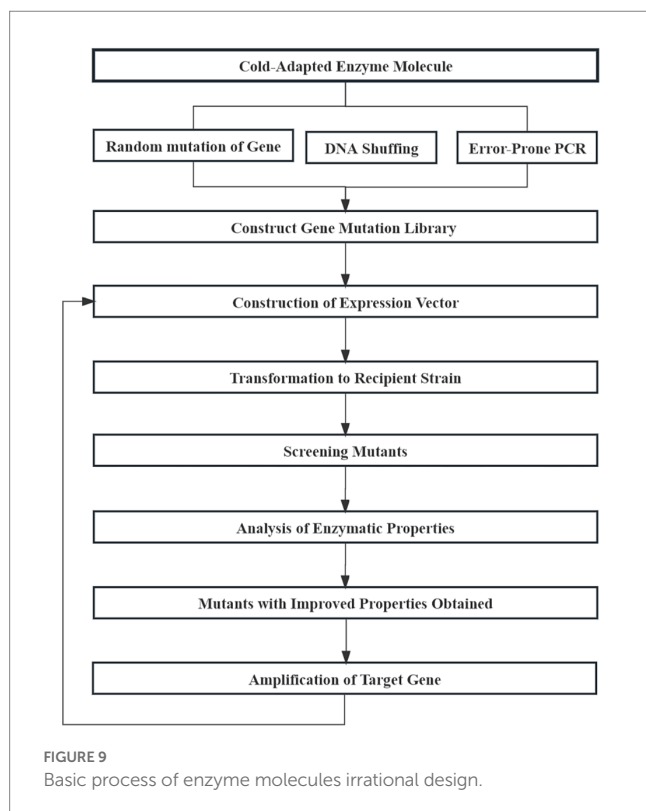 Cold-Adapted Enzyme Molecule
Random mutation of Gene
DNA Shuffing
Error-Prone PCR
Construct Gene Mutation Library
Construction of Expression Vector
Transformation to Recipient Strain
Screening Mutants
Analysis of Enzymatic Properties
Mutants with Improved Properties Obtained
Amplification of Target Gene
FIGURE 9
Basic process of enzyme molecules irrational design.